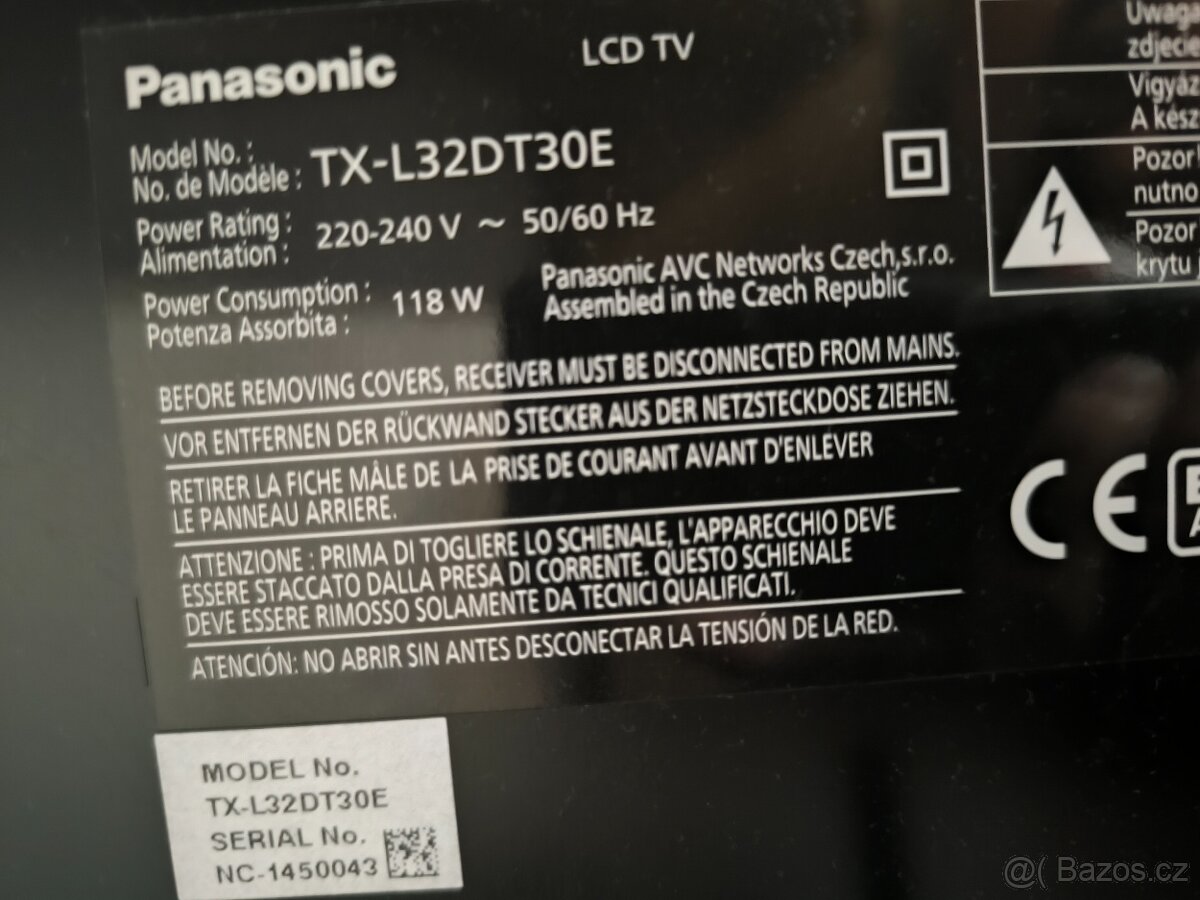 Panasonic
LCD TV
Model No. :
No. de Modèle :
TX-L32DT30E
Power Rating :
Alimentation :
220-240 V ~ 50/60 Hz
Power Consumption :
Potenza Assorbita :
118 W
Panasonic AVC Networks Czech,s.r.o.
Assembled in the Czech Republic
BEFORE REMOVING COVERS, RECEIVER MUST BE DISCONNECTED FROM MAINS.
VOR ENTFERNEN DER RÜCKWAND STECKER AUS DER NETZSTECKDOSE ZIEHEN.
RETIRER LA FICHE MÂLE DE LA PRISE DE COURANT AVANT D'ENLEVER
LE PANNEAU ARRIERE.
ATTENZIONE : PRIMA DI TOGLIERE LO SCHIENALE, L'APPARECCHIO DEVE
ESSERE STACCATO DALLA PRESA DI CORRENTE. QUESTO SCHIENALE
DEVE ESSERE RIMOSSO SOLAMENTE DA TECNICI QUALIFICATI.
ATENCIÓN: NO ABRIR SIN ANTES DESCONECTAR LA TENSIÓN DE LA RED.
Uwaga
zdjęcie
Vigyáz
A kész
Pozor!
nutno
Pozor
krytu
CE
MODEL No.
TX-L32DT30E
SERIAL No.
NC-1450043
@( Bazos.cz